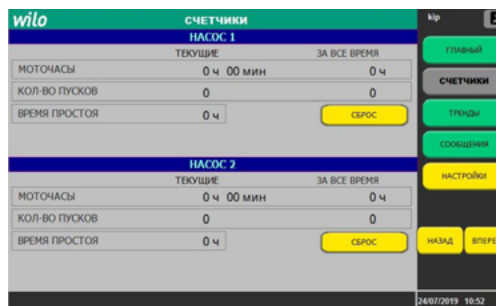 wilo СЧЕТЧИКИ kip
НАСОС 1
ТЕКУЩИЕ ЗА ВСЕ ВРЕМЯ
МОТОЧАСЫ 0 ч 00 мин 0 ч
КОЛ-ВО ПУСКОВ 0 0
ВРЕМЯ ПРОСТОЯ 0 ч СБРОС
НАСОС 2
ТЕКУЩИЕ ЗА ВСЕ ВРЕМЯ
МОТОЧАСЫ 0 ч 00 мин 0 ч
КОЛ-ВО ПУСКОВ 0 0
ВРЕМЯ ПРОСТОЯ 0 ч СБРОС
ГЛАВНЫЙ
СЧЕТЧИКИ
ТРЕНДЫ
СООБЩЕНИЯ
НАСТРОЙКИ
НАЗАД ВПЕРЕ
24/07/2019 10:52